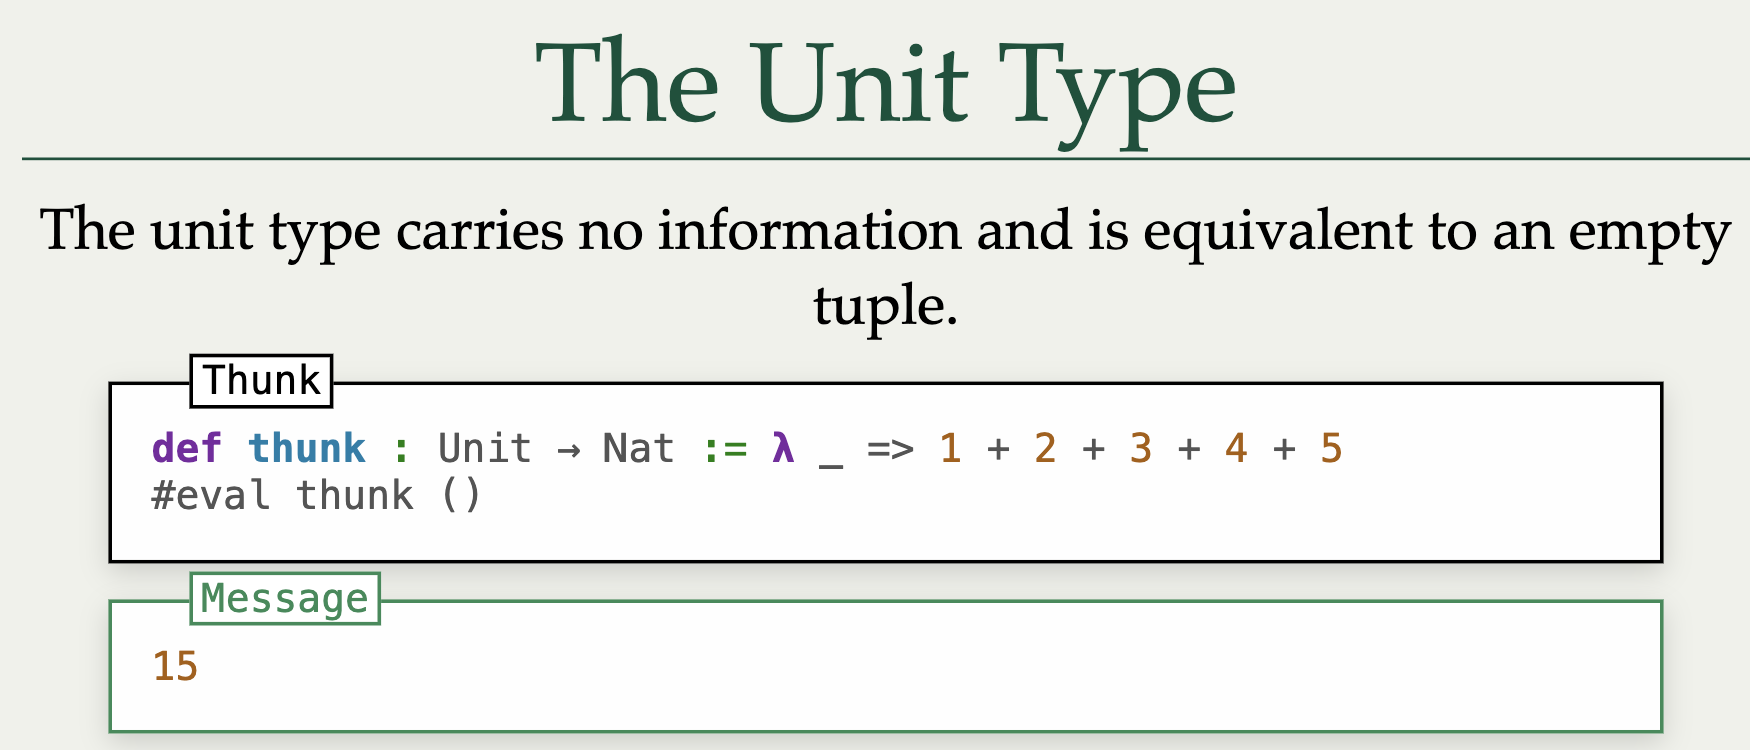 The Unit Type
The unit type carries no information and is equivalent to an empty
tuple.
Thunk
def thunk : Unit → Nat := λ _ => 1 + 2 + 3 + 4 + 5
#eval thunk ()
Message
15